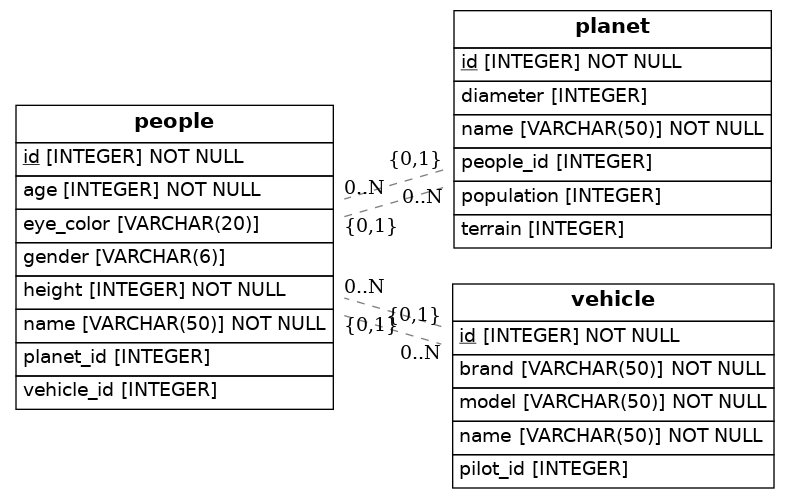 people
id [INTEGER] NOT NULL
age [INTEGER] NOT NULL
eye_color [VARCHAR(20)]
gender [VARCHAR(6)]
height [INTEGER] NOT NULL
name [VARCHAR(50)] NOT NULL
planet_id [INTEGER]
vehicle_id [INTEGER]
{0,1}
0..N
0..N
{0,1}
0..N
{0,1}
{0,1}
0..N
planet
id [INTEGER] NOT NULL
diameter [INTEGER]
name [VARCHAR(50)] NOT NULL
people_id [INTEGER]
population [INTEGER]
terrain [INTEGER]
vehicle
id [INTEGER] NOT NULL
brand [VARCHAR(50)] NOT NULL
model [VARCHAR(50)] NOT NULL
name [VARCHAR(50)] NOT NULL
pilot_id [INTEGER]